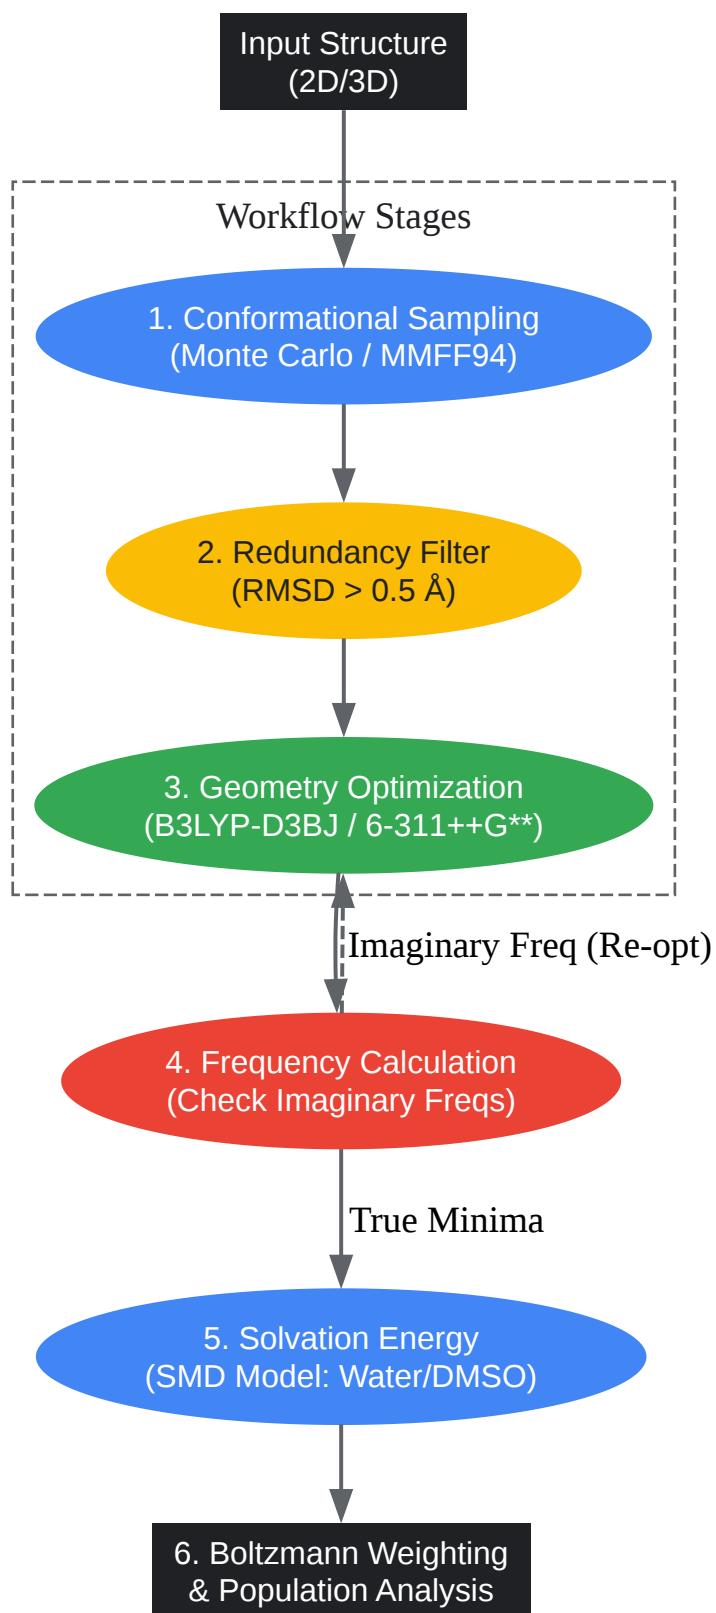 Input Structure
(2D/3D)
Workflow Stages
1. Conformational Sampling
(Monte Carlo / MMFF94)
2. Redundancy Filter
(RMSD > 0.5 Å)
3. Geometry Optimization
(B3LYP-D3BJ / 6-311++G**)
Imaginary Freq (Re-opt)
4. Frequency Calculation
(Check Imaginary Freqs)
True Minima
5. Solvation Energy
(SMD Model: Water/DMSO)
6. Boltzmann Weighting
& Population Analysis